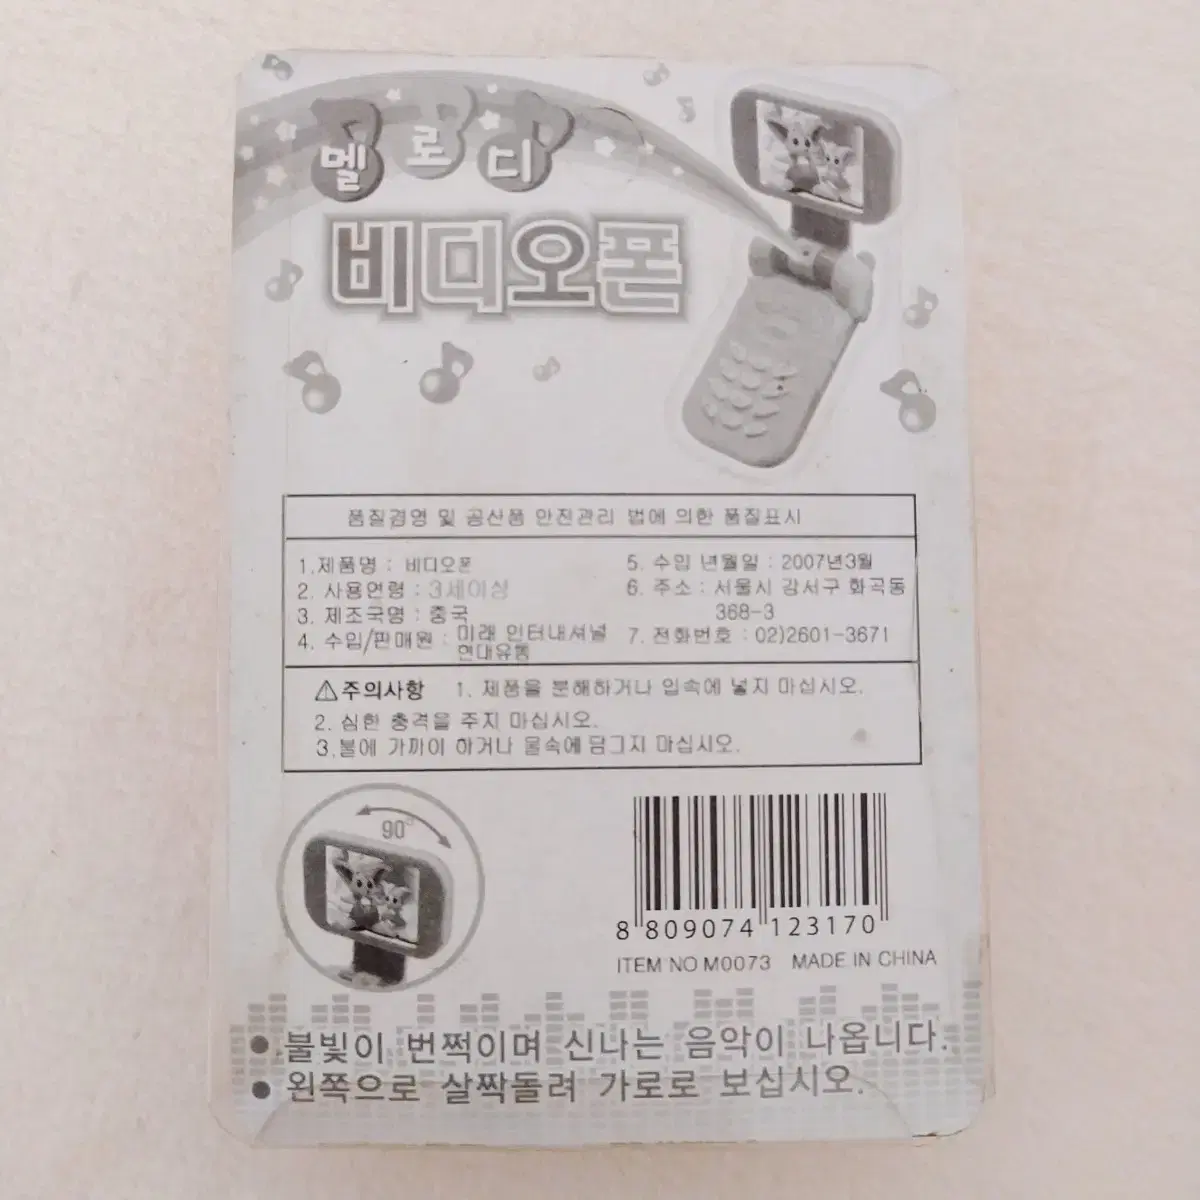 멜로디
비디오폰
품질경영 및 공산품 안전관리 법에 의한 품질표시
1.제품명 : 비디오폰
2. 사용연령 : 3세이상
3. 제조국명 : 중국
4. 수입/판매원 : 미래 인터내셔널
연대유통
5. 수입 년월일 : 2007년3월
6. 주소 : 서울시 강서구 화곡동
368-3
7. 전화번호 : 02)2601-3671
⚠주의사항 1. 제품을 분해하거나 입속에 넣지 마십시오.
2. 심한 충격을 주지 마십시오.
3.불에 가까이 하거나 물속에 담그지 마십시오.
90°
8 809074 123170
ITEM NO M0073 MADE IN CHINA
● 불빛이 번쩍이며 신나는 음악이 나옵니다.
● 왼쪽으로 살짝돌려 가로로 보십시오.